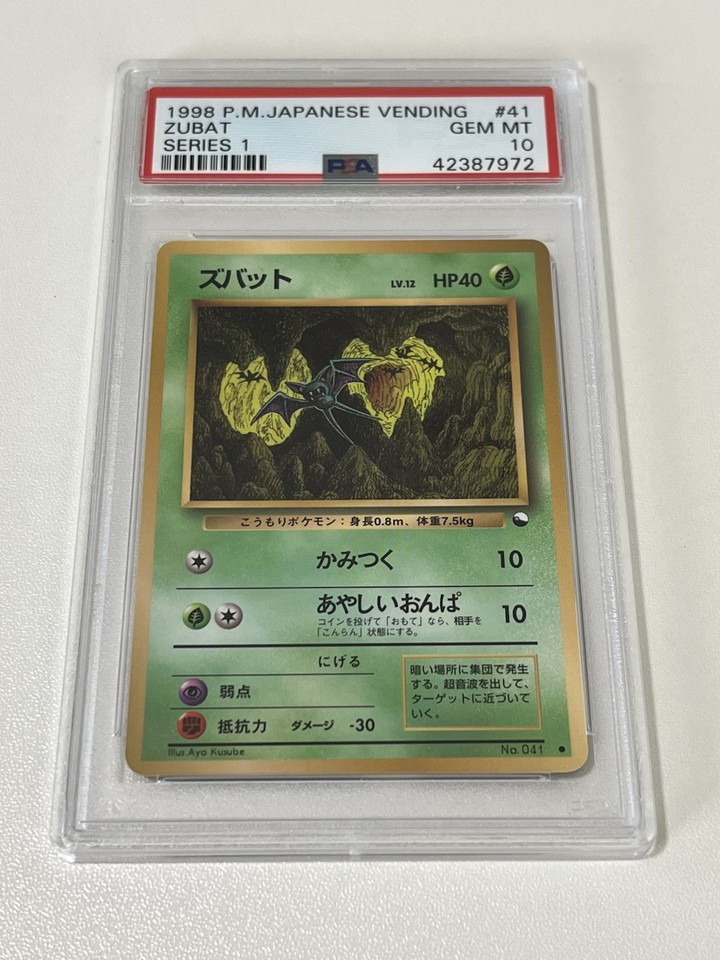 1998 P.M.JAPANESE VENDING #41
ZUBAT GEM MT
SERIES 1 10
PSA 42387972
ズバット LV.12 HP40
こうもりポケモン：身長0.8m、体重7.5kg
かみつく 10
あやしいおんぱ 10
コインを投げて「おもて」なら、相手を
「こんらん」状態にする。
にげる
弱点
抵抗力 ダメージ -30
暗い場所に集団で発生
する。超音波を出して、
ターゲットに近づいて
いく。
Illus.Aya Kusube No.041